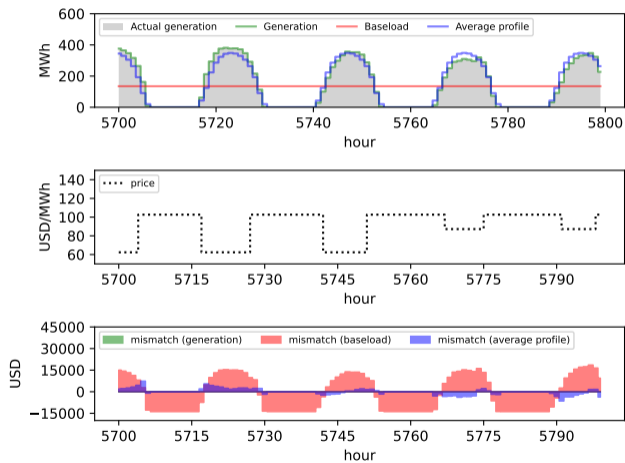 600
400
200
0
MWh
Actual generation Generation Baseload Average profile
5700 5720 5740 5760 5780 5800
hour
140
120
100
80
60
USD/MWh
price
5700 5715 5730 5745 5760 5775 5790
hour
45000
30000
15000
0
−15000
USD
mismatch (generation) mismatch (baseload) mismatch (average profile)
5700 5715 5730 5745 5760 5775 5790
hour